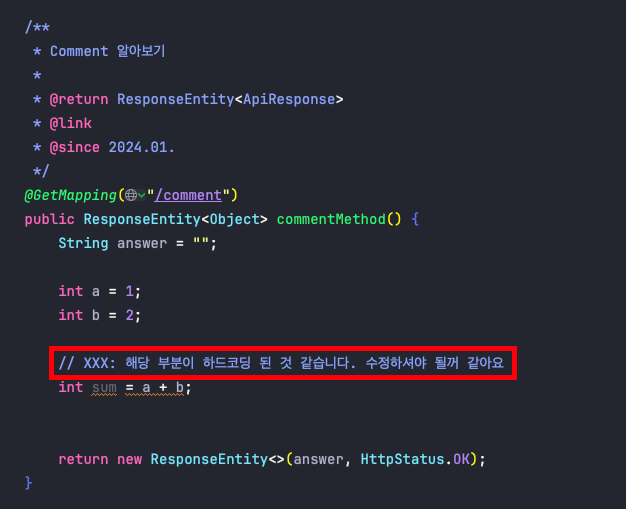 /**
 * Comment 알아보기
 *
 * @return ResponseEntity<ApiResponse>
 * @link
 * @since 2024.01.
 */
@GetMapping("/comment")
public ResponseEntity<Object> commentMethod() {
    String answer = "";
    int a = 1;
    int b = 2;
    // XXX: 해당 부분이 하드코딩 된 것 같습니다. 수정하셔야 될꺼 같아요
    int sum = a + b;
    return new ResponseEntity<>(answer, HttpStatus.OK);
}